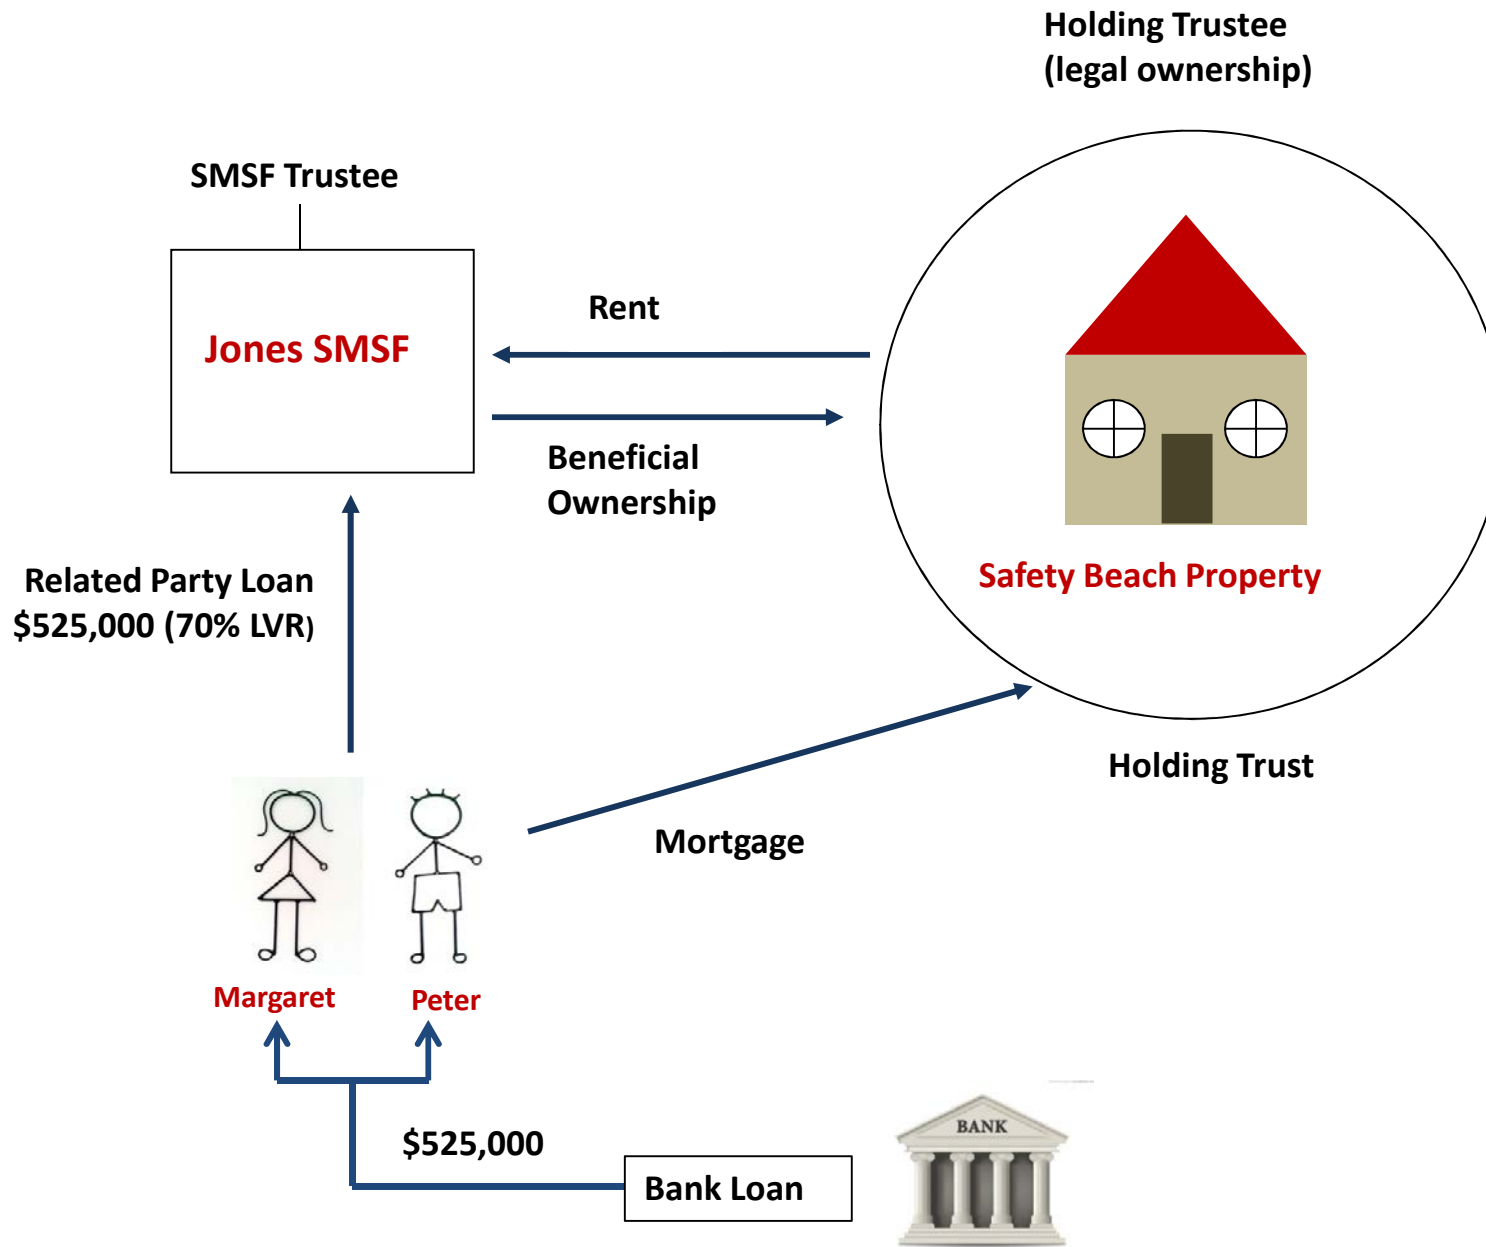 Holding Trustee
(legal ownership)
SMSF Trustee
Jones SMSF
Rent
Beneficial
Ownership
Safety Beach Property
Related Party Loan
$525,000 (70% LVR)
Holding Trust
Mortgage
Margaret
Peter
$525,000
Bank Loan
BANK